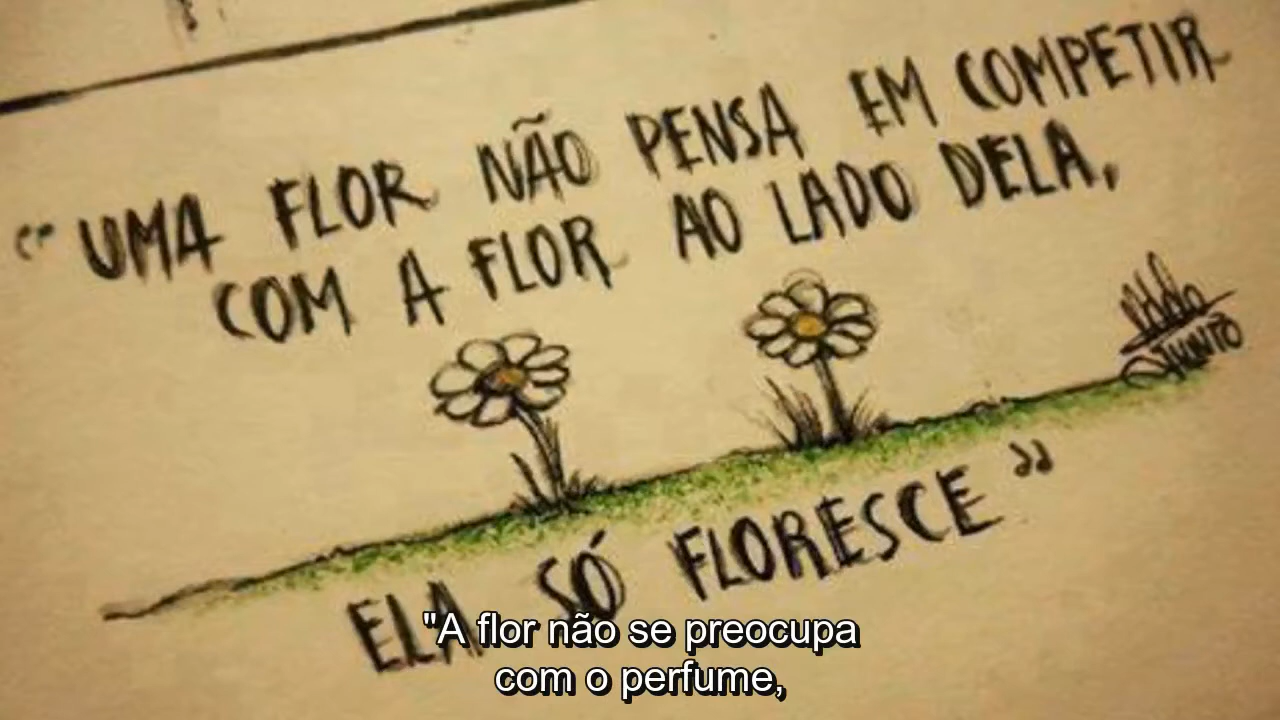 “UMA FLOR NÃO PENSA EM COMPETIR
COM A FLOR AO LADO DELA,
JUNTO
ELA SÓ FLORESCE”
"A flor não se preocupa
com o perfume,